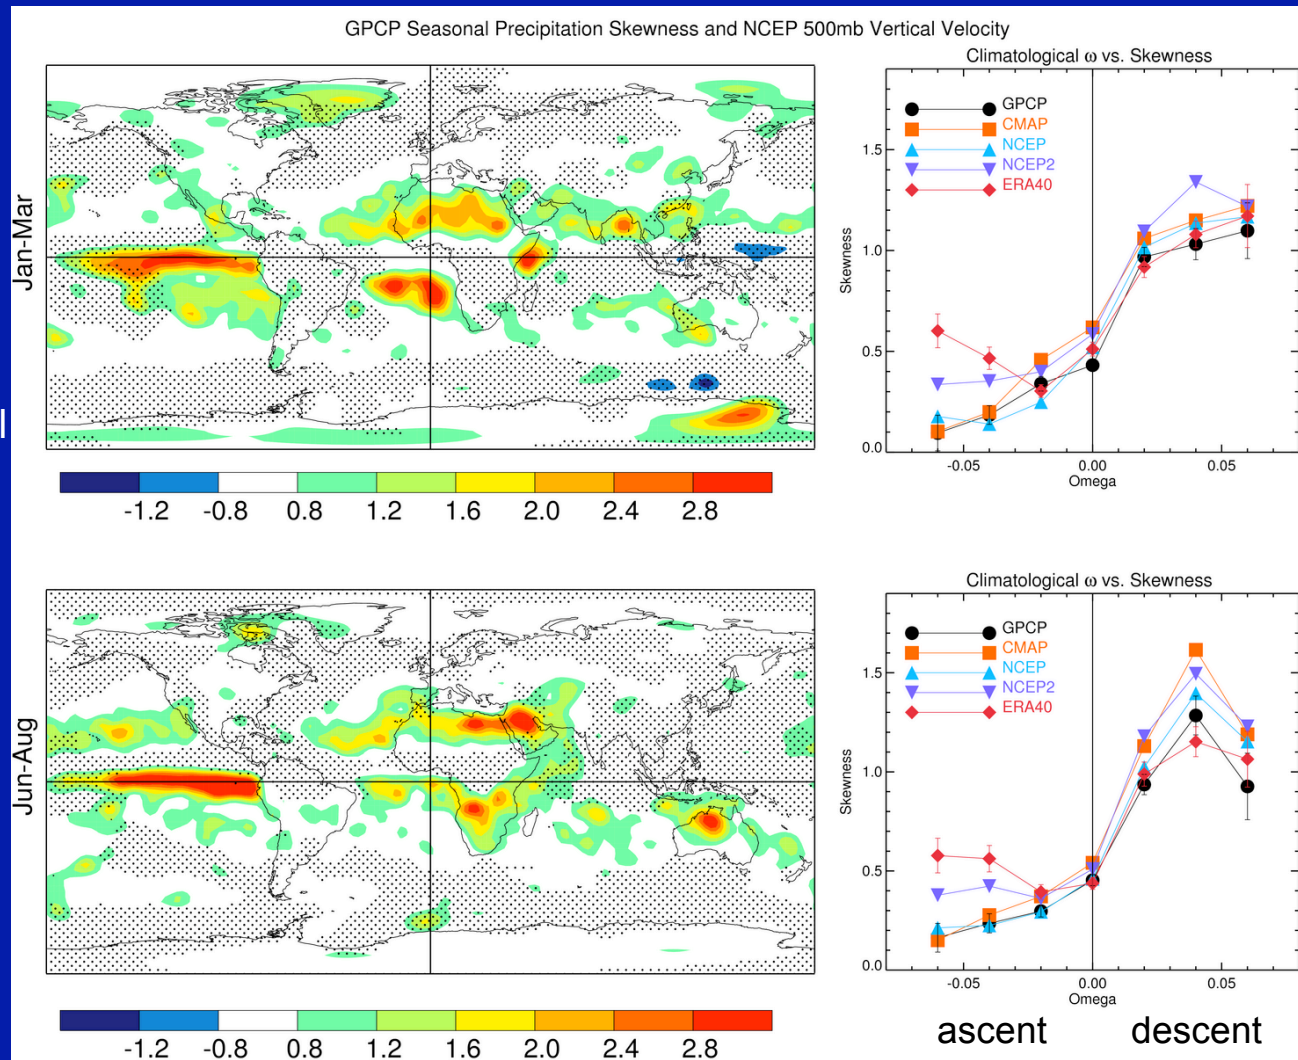 GPCP Seasonal Precipitation Skewness and NCEP 500mb Vertical Velocity
Jan-Mar
-1.2 -0.8 0.8 1.2 1.6 2.0 2.4 2.8
Climatological ω vs. Skewness
GPCP
CMAP
NCEP
NCEP2
ERA40
Skewness
1.5
1.0
0.5
0.0
-0.05 0.00 0.05
Omega
l
Jun-Aug
-1.2 -0.8 0.8 1.2 1.6 2.0 2.4 2.8
Climatological ω vs. Skewness
GPCP
CMAP
NCEP
NCEP2
ERA40
Skewness
1.5
1.0
0.5
0.0
-0.05 0.00 0.05
Omega
ascent descent